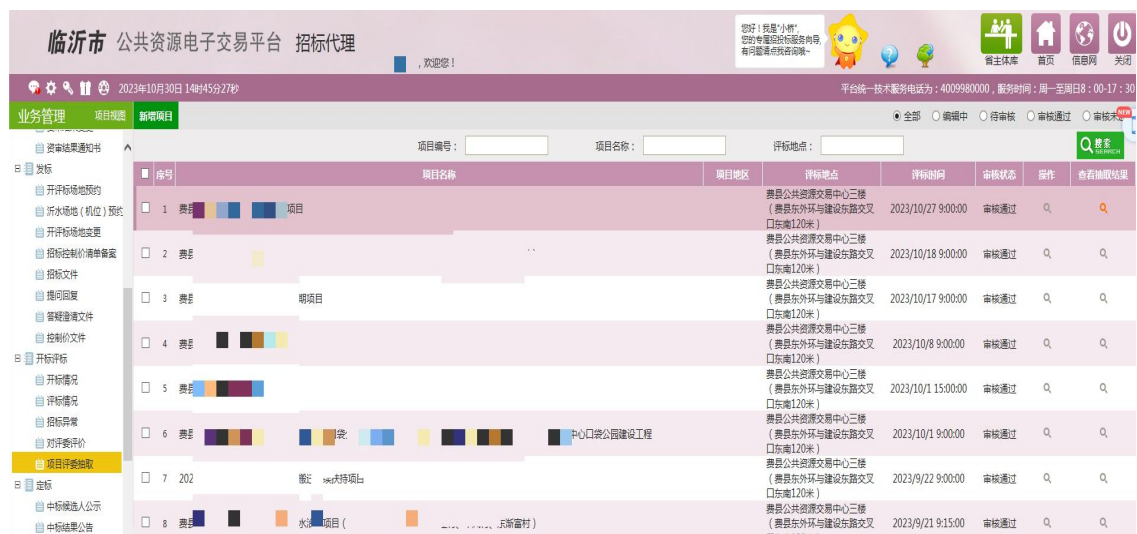 临沂市 公共资源电子交易平台 招标代理
，欢迎您！
您好！我是"小桥"，
您的专属招投标服务向导，
有问题请点我咨询哦~
省主体库 首页 信息网 关闭
2023年10月30日 14时45分27秒
平台统一技术服务电话为：4009980000，服务时间：周一至周日8：00-17：30
业务管理 项目视图 新增项目
全部 编辑中 待审核 审核通过 审核未
NEW
资审结果通知书
项目编号： 项目名称： 评标地点： 搜索
SEARCH
发标
开评标场地预约
沂水场地（机位）预约
开评标场地变更
招标控制价清单备案
招标文件
提问回复
答疑澄清文件
控制价文件
开标评标
开标情况
评标情况
招标异常
对评委评价
项目评委抽取
定标
中标候选人公示
中标结果公告
序号 项目名称 项目地区 评标地点 评标时间 审核状态 操作 查看抽取结果
1 费县 项目 费县公共资源交易中心三楼（费县东外环与建设东路交叉口东南120米） 2023/10/27 9:00:00 审核通过
2 费县 费县公共资源交易中心三楼（费县东外环与建设东路交叉口东南120米） 2023/10/18 9:00:00 审核通过
3 费县 期项目 费县公共资源交易中心三楼（费县东外环与建设东路交叉口东南120米） 2023/10/17 9:00:00 审核通过
4 费县 费县公共资源交易中心三楼（费县东外环与建设东路交叉口东南120米） 2023/10/8 9:00:00 审核通过
5 费县 费县公共资源交易中心三楼（费县东外环与建设东路交叉口东南120米） 2023/10/1 15:00:00 审核通过
6 费县 中心口袋公园建设工程 费县公共资源交易中心三楼（费县东外环与建设东路交叉口东南120米） 2023/10/1 9:00:00 审核通过
7 202 费县公共资源交易中心三楼（费县东外环与建设东路交叉口东南120米） 2023/9/22 9:00:00 审核通过
8 费县 项目（ 东渐富村） 费县公共资源交易中心三楼（费县东外环与建设东路交叉 2023/9/21 9:15:00 审核通过